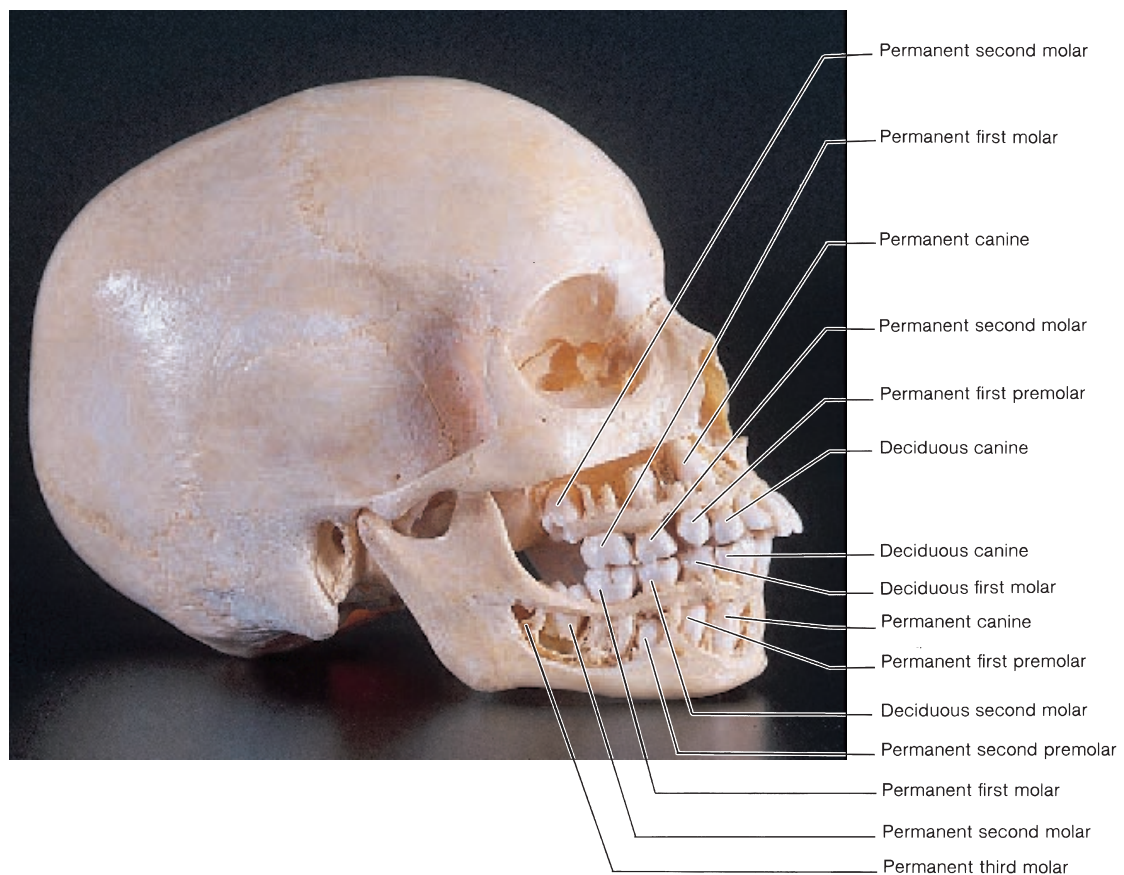 Permanent second molar
Permanent first molar
Permanent canine
Permanent second molar
Permanent first premolar
Deciduous canine
Deciduous canine
Deciduous first molar
Permanent canine
Permanent first premolar
Deciduous second molar
Permanent second premolar
Permanent first molar
Permanent second molar
Permanent third molar